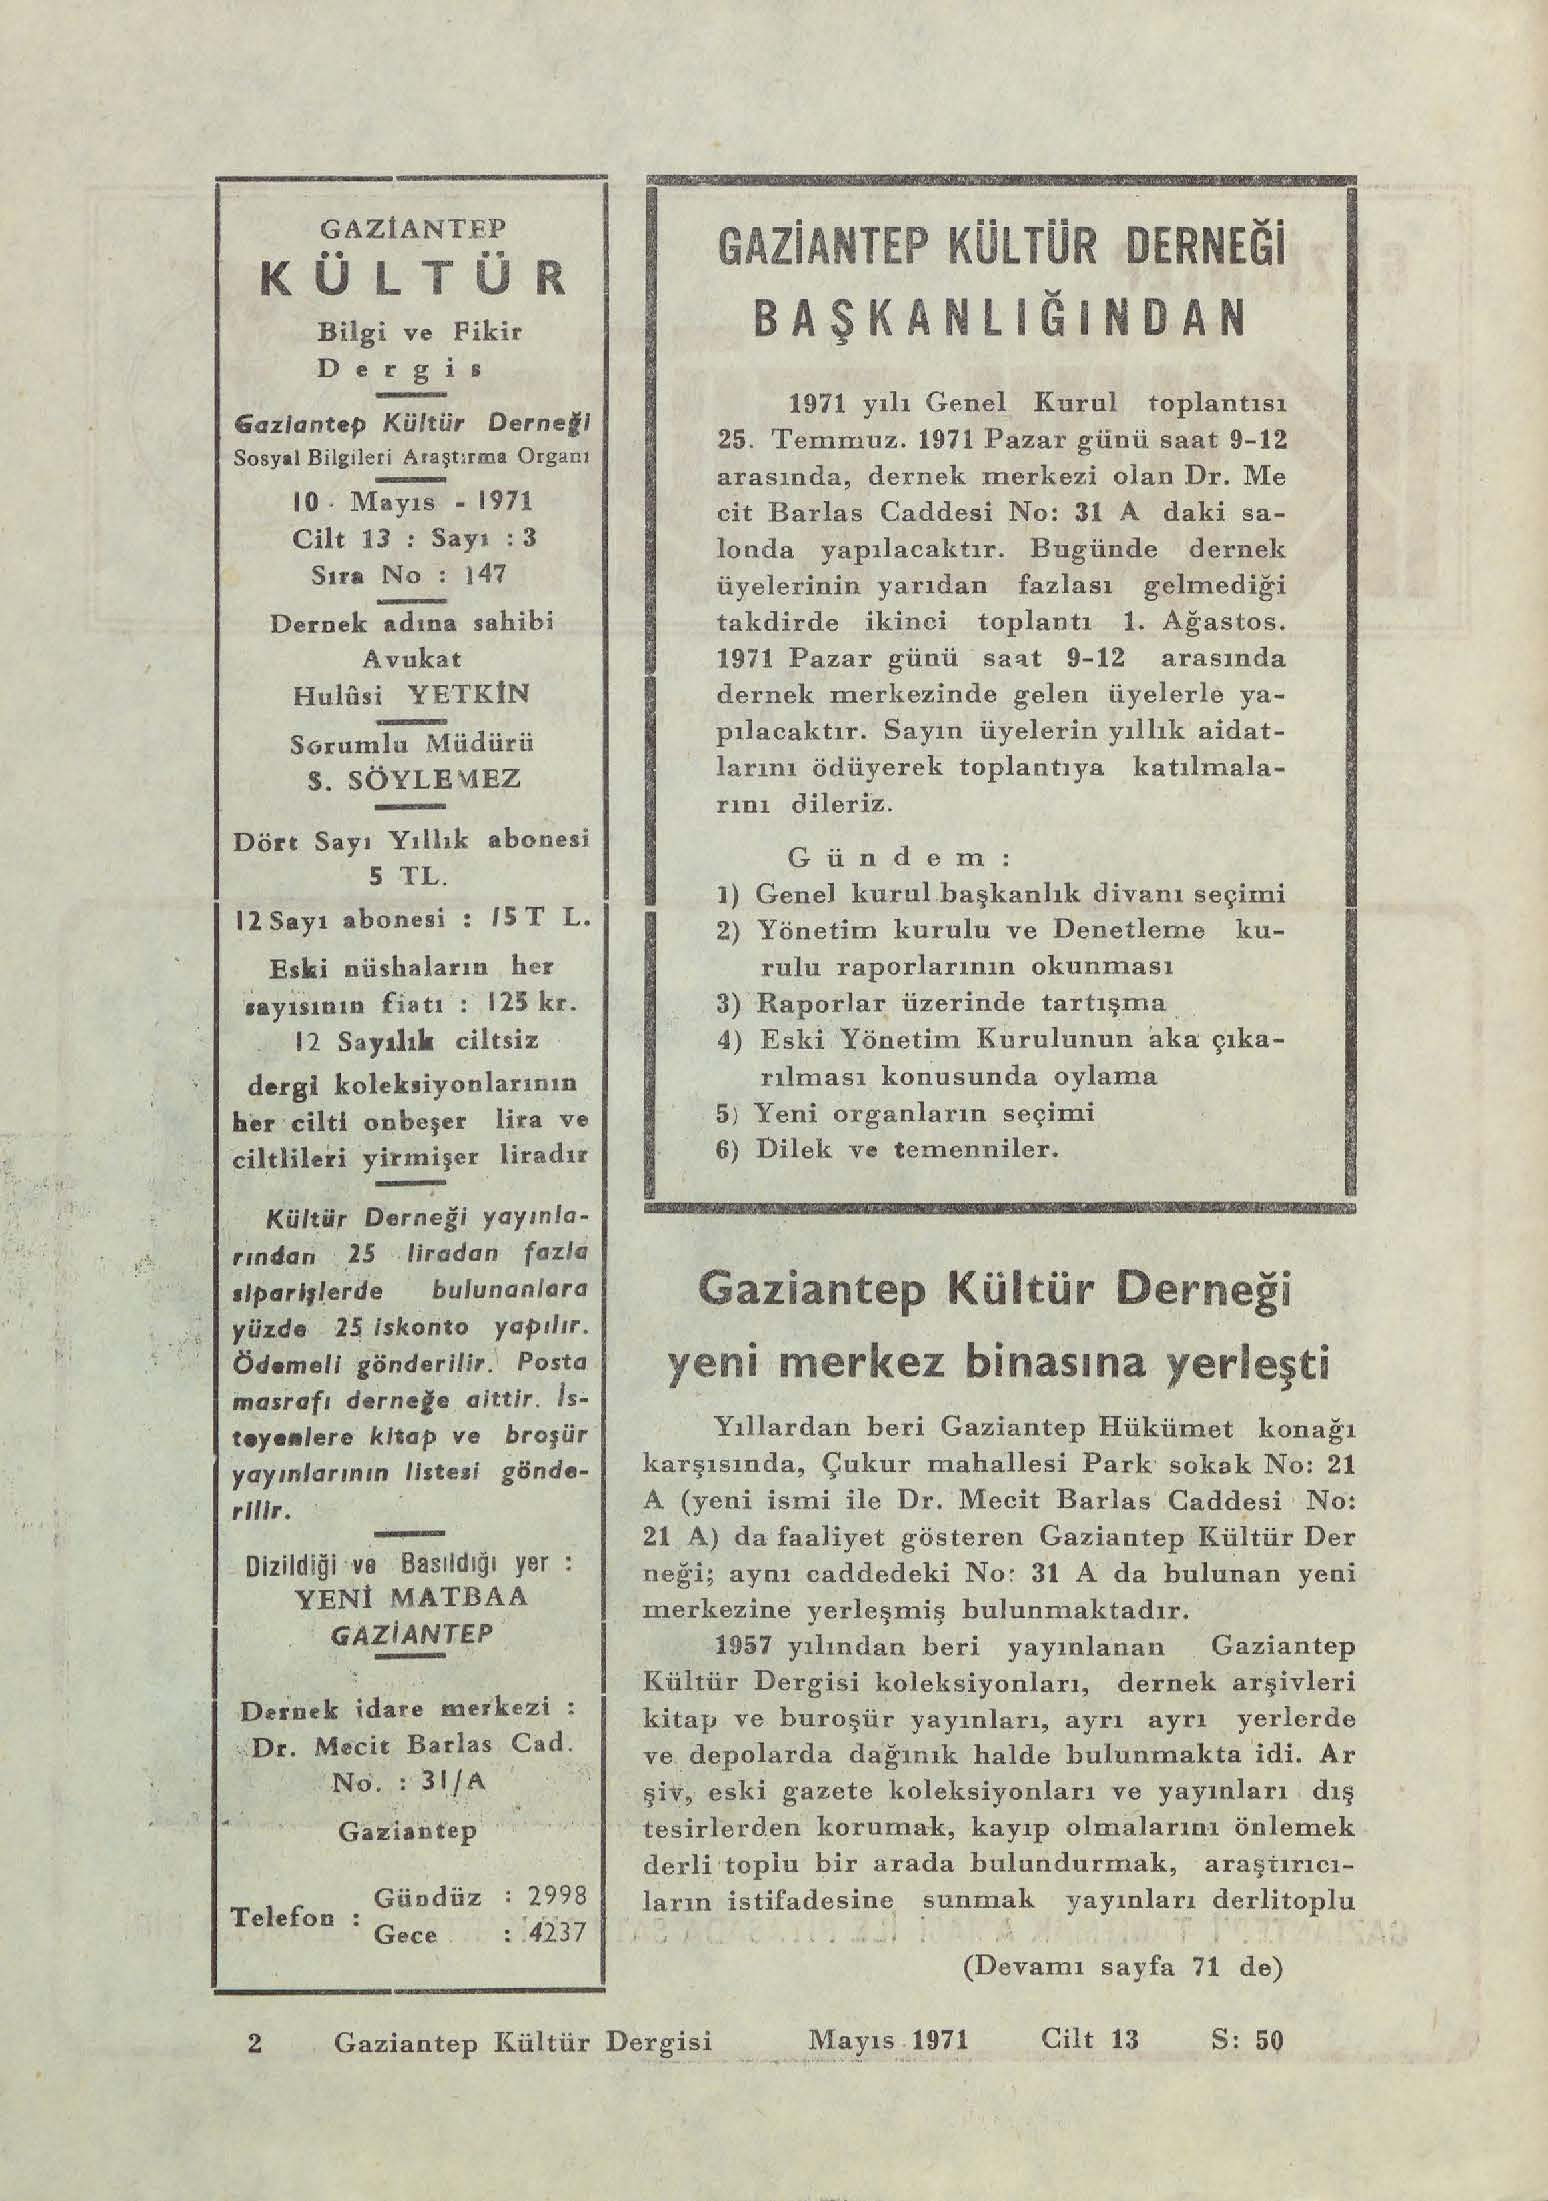 GAZİANTEP
KÜLTÜR
Bilgi ve Fikir
Dergis
Gaziantep Kültür Derneği
Sosyal Bilgileri Araştırma Organı
10 - Mayıs - 1971
Cilt 13 : Sayı : 3
Sıra No : 147
Dernek adına sahibi
Avukat
Hulûsi YETKİN
Sorumlu Müdürü
S. SÖYLEMEZ
Dört Sayı Yıllık abonesi
5 TL.
12 Sayı abonesi : 15 T L.
Eski nüshaların her
sayısının fiatı : 125 kr.
12 Sayılık ciltsiz
dergi koleksiyonlarının
her cilti onbeşer lira ve
ciltlileri yirmişer liradır
Kültür Derneği yayınla-
rından 25 liradan fazla
siparişlerde bulunanlara
yüzde 25 iskonto yapılır.
Ödemeli gönderilir. Posta
masrafı derneğe aittir. İs-
teyenlere kitap ve broşür
yayınlarının listesi gönde-
rilir.
Dizildiği ve Basıldığı yer :
YENİ MATBAA
GAZİANTEP
Dernek idare merkezi :
Dr. Mecit Barlas Cad.
No. : 31/A
Gaziantep
Telefon :
Gündüz : 2998
Gece : 4237
GAZİANTEP KÜLTÜR DERNEĞİ
BAŞKANLIĞINDAN
1971 yılı Genel Kurul toplantısı
25. Temmuz. 1971 Pazar günü saat 9-12
arasında, dernek merkezi olan Dr. Me
cit Barlas Caddesi No: 31 A daki sa-
londa yapılacaktır. Bugünde dernek
üyelerinin yarıdan fazlası gelmediği
takdirde ikinci toplantı 1. Ağastos.
1971 Pazar günü saat 9-12 arasında
dernek merkezinde gelen üyelerle ya-
pılacaktır. Sayın üyelerin yıllık aidat-
larını ödüyerek toplantıya katılmala-
rını dileriz.
Gündem :
1) Genel kurul başkanlık divanı seçimi
2) Yönetim kurulu ve Denetleme ku-
rulu raporlarının okunması
3) Raporlar üzerinde tartışma
4) Eski Yönetim Kurulunun aka çıka-
rılması konusunda oylama
5) Yeni organların seçimi
6) Dilek ve temenniler.
Gaziantep Kültür Derneği
yeni merkez binasına yerleşti
Yıllardan beri Gaziantep Hükümet konağı
karşısında, Çukur mahallesi Park sokak No: 21
A (yeni ismi ile Dr. Mecit Barlas Caddesi No:
21 A) da faaliyet gösteren Gaziantep Kültür Der
neği; aynı caddedeki No: 31 A da bulunan yeni
merkezine yerleşmiş bulunmaktadır.
1957 yılından beri yayınlanan Gaziantep
Kültür Dergisi koleksiyonları, dernek arşivleri
kitap ve buroşür yayınları, ayrı ayrı yerlerde
ve depolarda dağınık halde bulunmakta idi. Ar
şiv, eski gazete koleksiyonları ve yayınları dış
tesirlerden korumak, kayıp olmalarını önlemek
derli toplu bir arada bulundurmak, araştırıcı-
ların istifadesine sunmak yayınları derlitoplu
(Devamı sayfa 71 de)
2 Gaziantep Kültür Dergisi Mayıs 1971 Cilt 13 S: 50